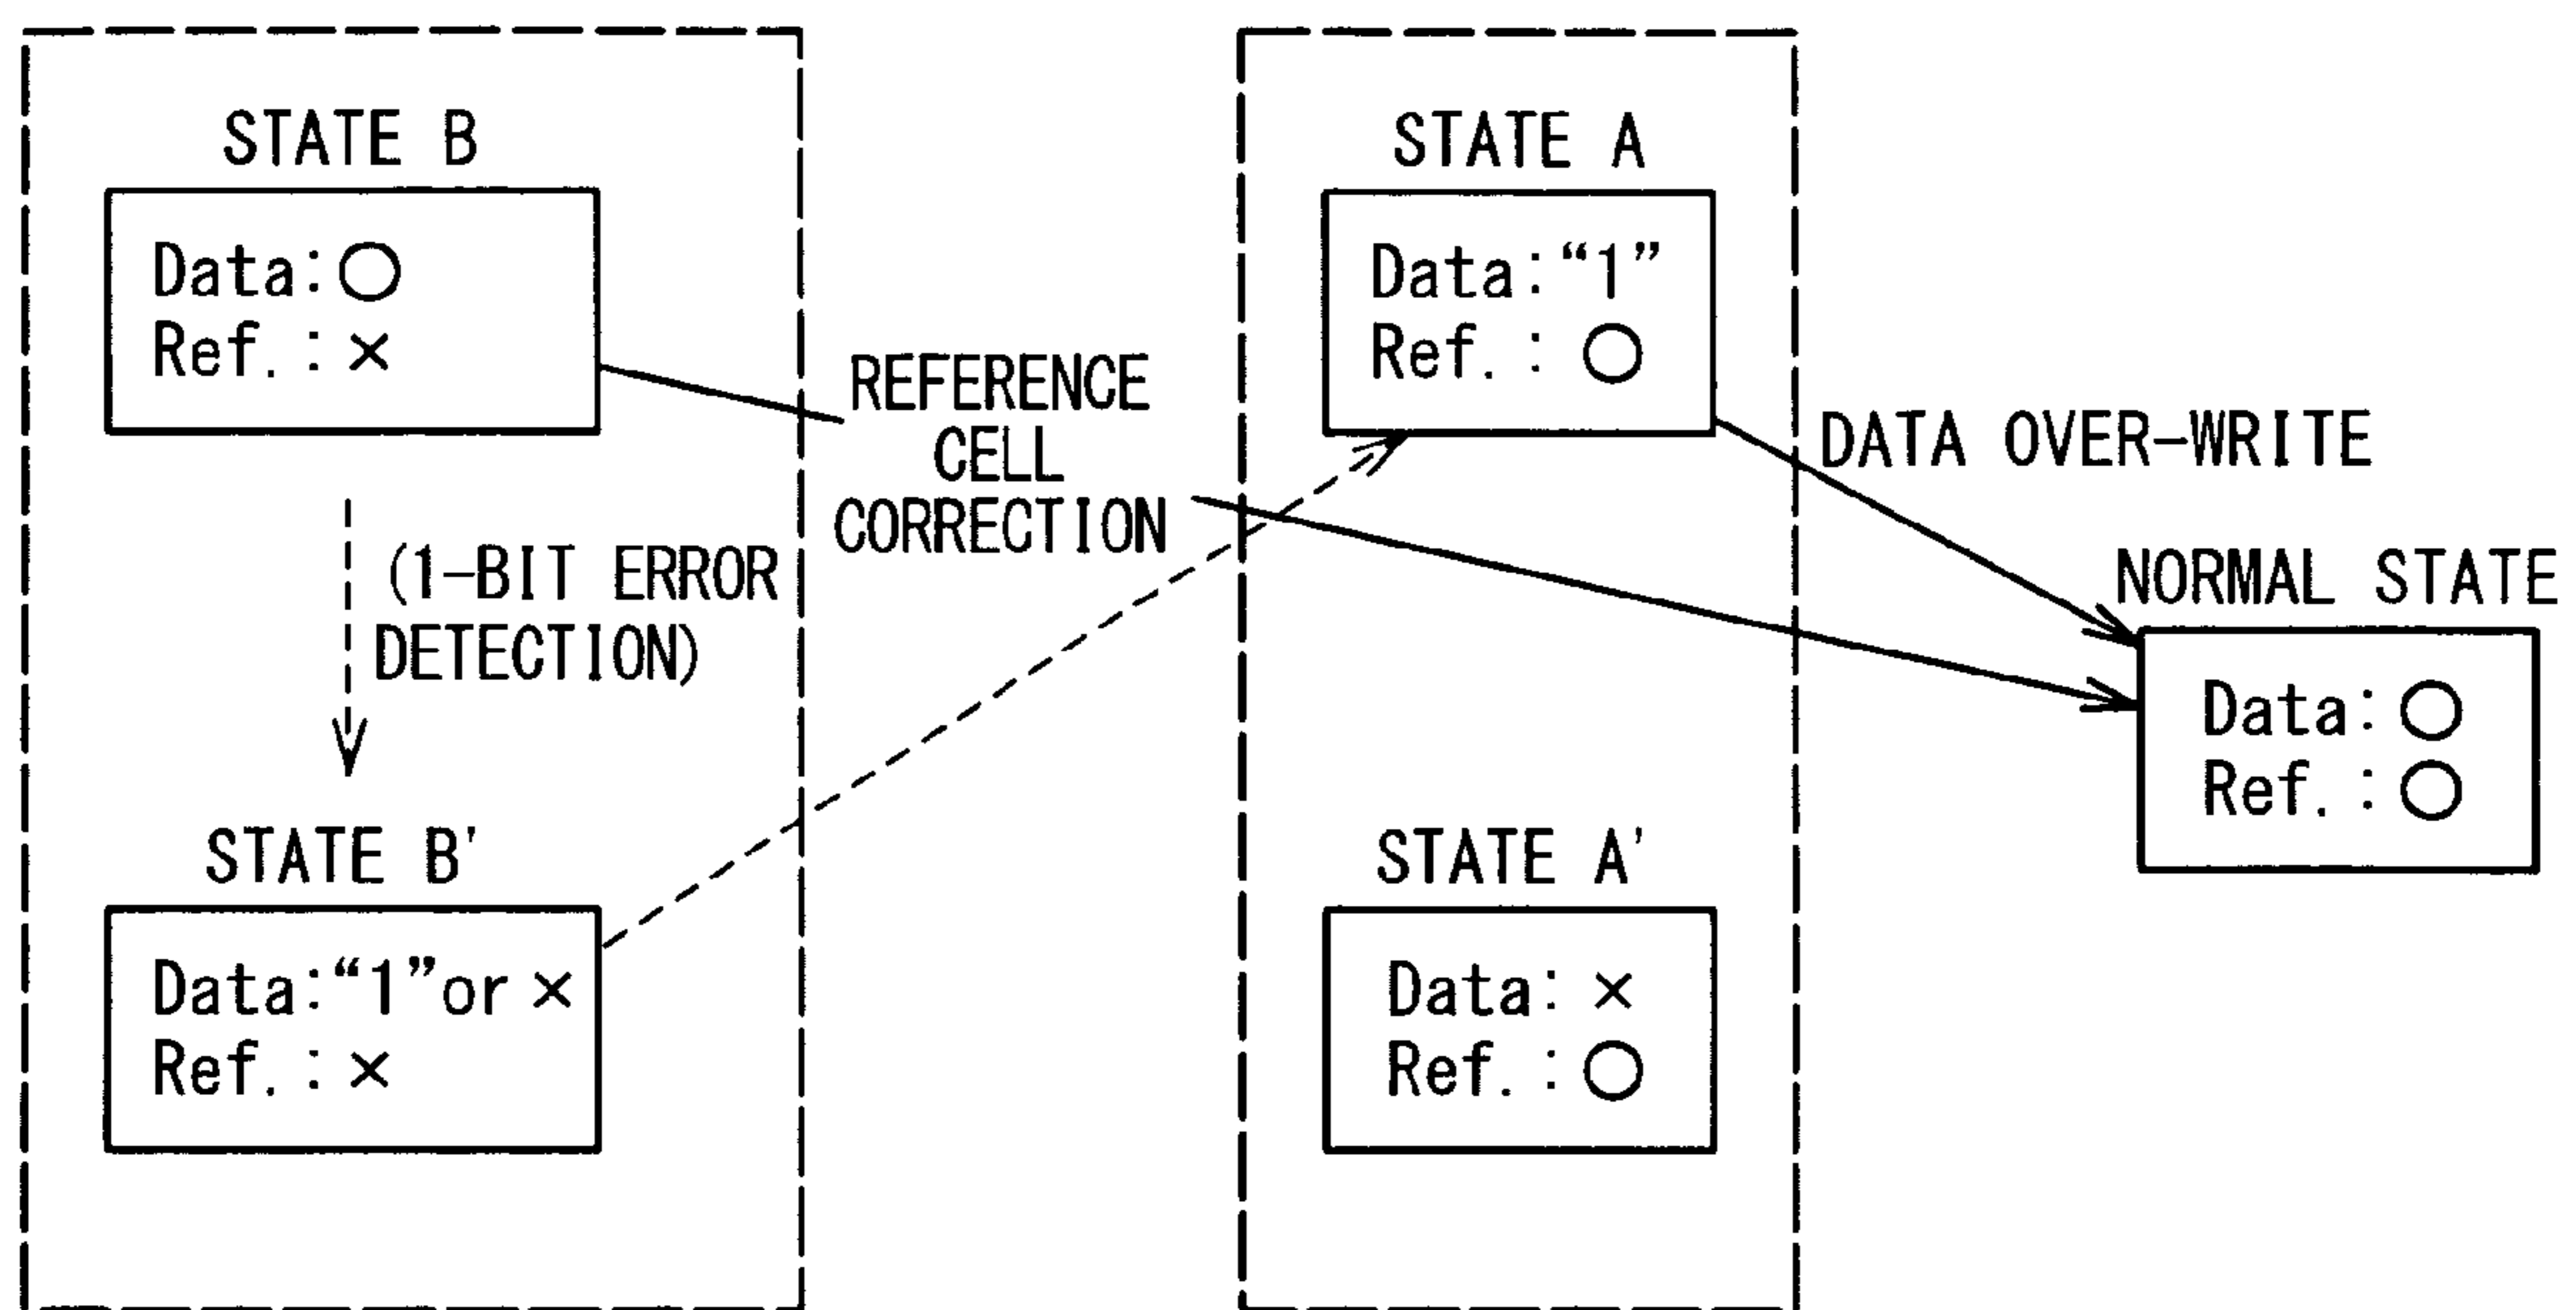 STATE B
Data:○
Ref.:×
(1-BIT ERROR
DETECTION)
STATE B'
Data:“1”or ×
Ref.:×
REFERENCE
CELL
CORRECTION
STATE A
Data:“1”
Ref.:○
STATE A'
Data:×
Ref.:○
DATA OVER-WRITE
NORMAL STATE
Data:○
Ref.:○